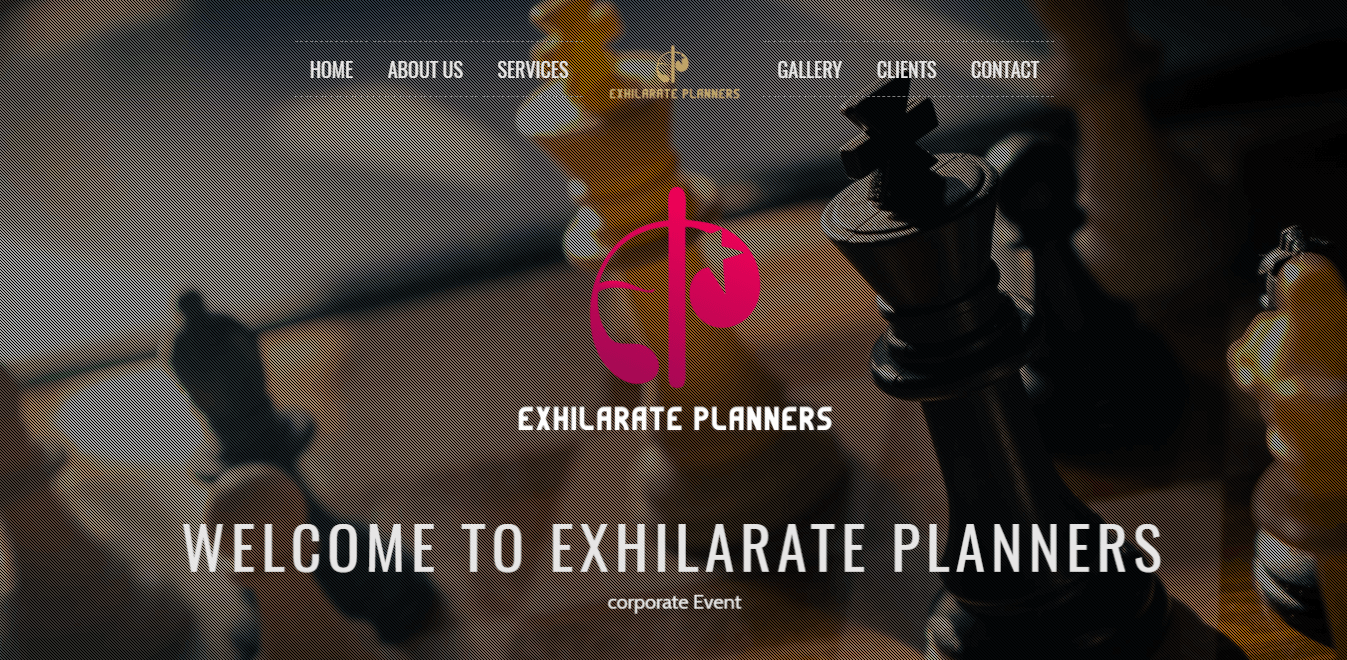 HOME ABOUT US SERVICES EXHILARATE PLANNERS GALLERY CLIENTS CONTACT
EXHILARATE PLANNERS
WELCOME TO EXHILARATE PLANNERS
corporate Event